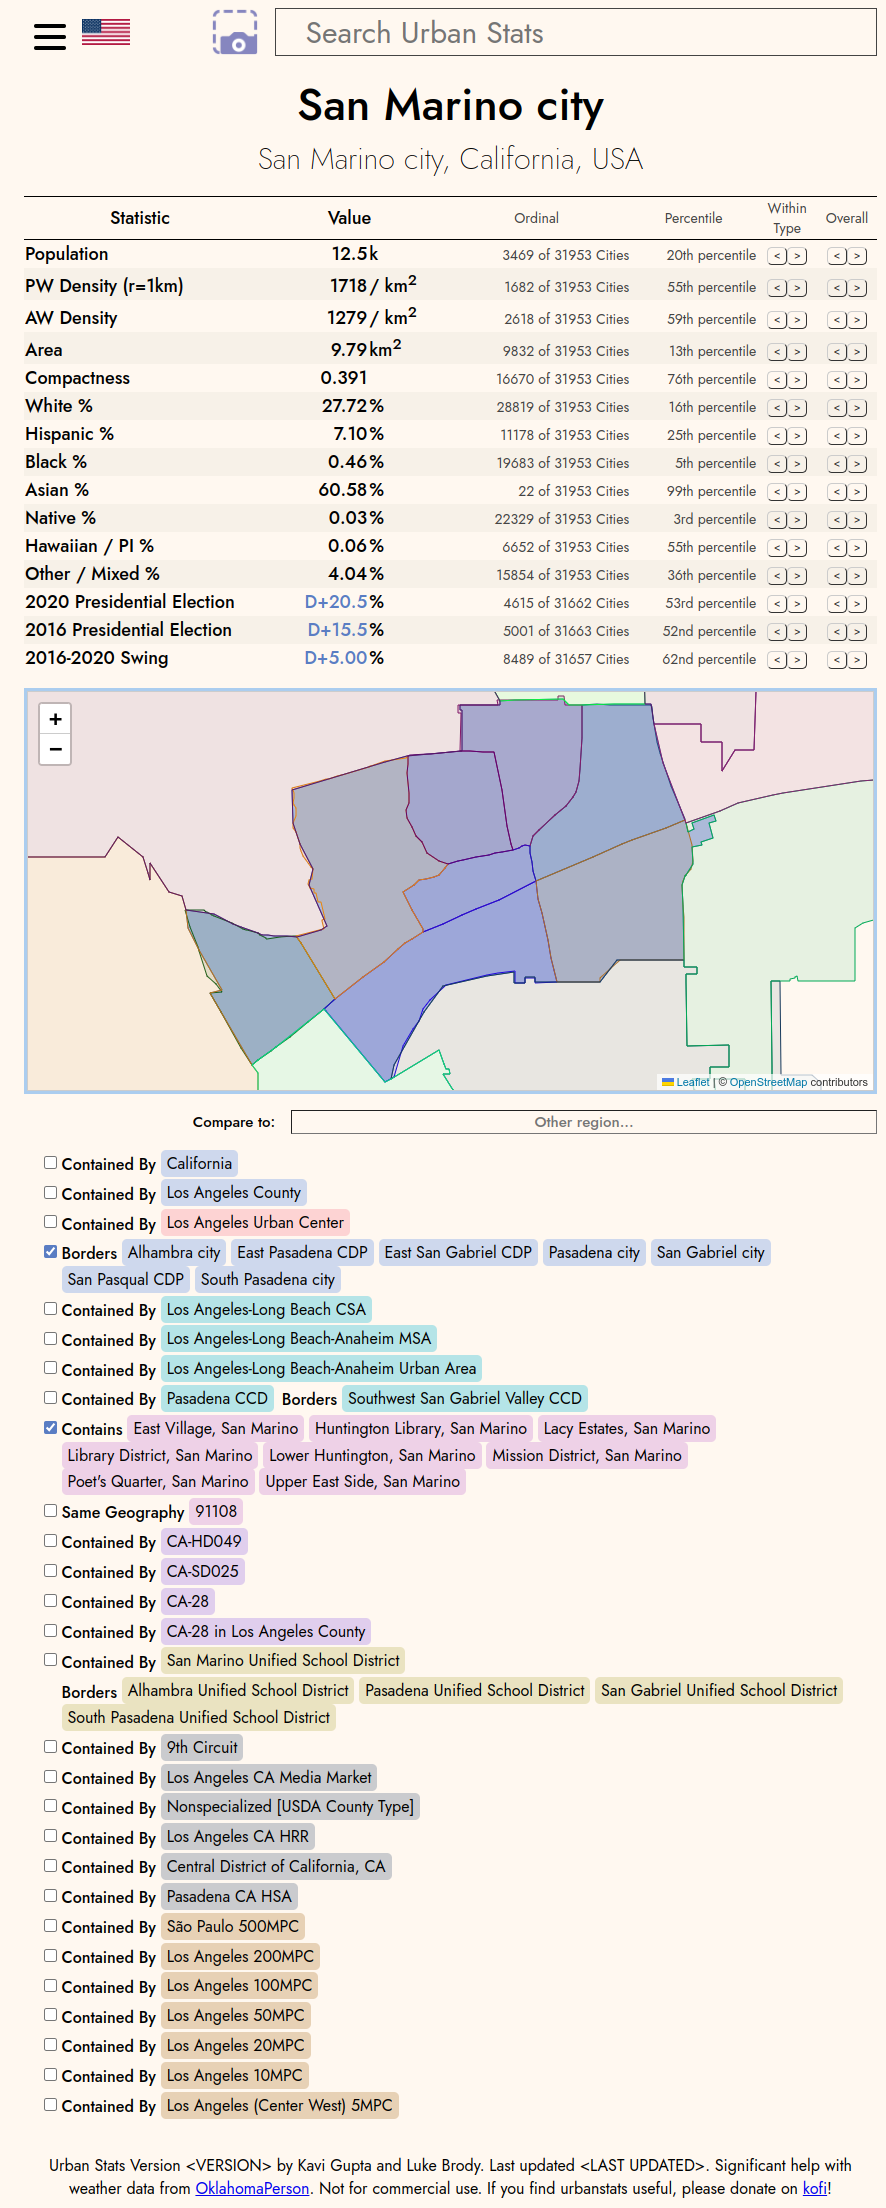 Search Urban Stats
San Marino city
San Marino city, California, USA
Statistic Value Ordinal Percentile Within Type Overall
Population 12.5k 3469 of 31953 Cities 20th percentile < > < >
PW Density (r=1km) 1718 / km² 1682 of 31953 Cities 55th percentile < > < >
AW Density 1279 / km² 2618 of 31953 Cities 59th percentile < > < >
Area 9.79 km² 9832 of 31953 Cities 13th percentile < > < >
Compactness 0.391 16670 of 31953 Cities 76th percentile < > < >
White % 27.72% 28819 of 31953 Cities 16th percentile < > < >
Hispanic % 7.10% 11178 of 31953 Cities 25th percentile < > < >
Black % 0.46% 19683 of 31953 Cities 5th percentile < > < >
Asian % 60.58% 22 of 31953 Cities 99th percentile < > < >
Native % 0.03% 22329 of 31953 Cities 3rd percentile < > < >
Hawaiian / PI % 0.06% 6652 of 31953 Cities 55th percentile < > < >
Other / Mixed % 4.04% 15854 of 31953 Cities 36th percentile < > < >
2020 Presidential Election D+20.5% 4615 of 31662 Cities 53rd percentile < > < >
2016 Presidential Election D+15.5% 5001 of 31663 Cities 52nd percentile < > < >
2016-2020 Swing D+5.00% 8489 of 31657 Cities 62nd percentile < > < >
+
−
Leaflet | © OpenStreetMap contributors
Compare to: Other region...
Contained By California
Contained By Los Angeles County
Contained By Los Angeles Urban Center
Borders Alhambra city East Pasadena CDP East San Gabriel CDP Pasadena city San Gabriel city
San Pasqual CDP South Pasadena city
Contained By Los Angeles-Long Beach CSA
Contained By Los Angeles-Long Beach-Anaheim MSA
Contained By Los Angeles-Long Beach-Anaheim Urban Area
Contained By Pasadena CCD Borders Southwest San Gabriel Valley CCD
Contains East Village, San Marino Huntington Library, San Marino Lacy Estates, San Marino
Library District, San Marino Lower Huntington, San Marino Mission District, San Marino
Poet's Quarter, San Marino Upper East Side, San Marino
Same Geography 91108
Contained By CA-HD049
Contained By CA-SD025
Contained By CA-28
Contained By CA-28 in Los Angeles County
Contained By San Marino Unified School District
Borders Alhambra Unified School District Pasadena Unified School District San Gabriel Unified School District
South Pasadena Unified School District
Contained By 9th Circuit
Contained By Los Angeles CA Media Market
Contained By Nonspecialized [USDA County Type]
Contained By Los Angeles CA HRR
Contained By Central District of California, CA
Contained By Pasadena CA HSA
Contained By São Paulo 500MPC
Contained By Los Angeles 200MPC
Contained By Los Angeles 100MPC
Contained By Los Angeles 50MPC
Contained By Los Angeles 20MPC
Contained By Los Angeles 10MPC
Contained By Los Angeles (Center West) 5MPC
Urban Stats Version <VERSION> by Kavi Gupta and Luke Brody. Last updated <LAST UPDATED>. Significant help with
weather data from OklahomaPerson. Not for commercial use. If you find urbanstats useful, please donate on kofi!